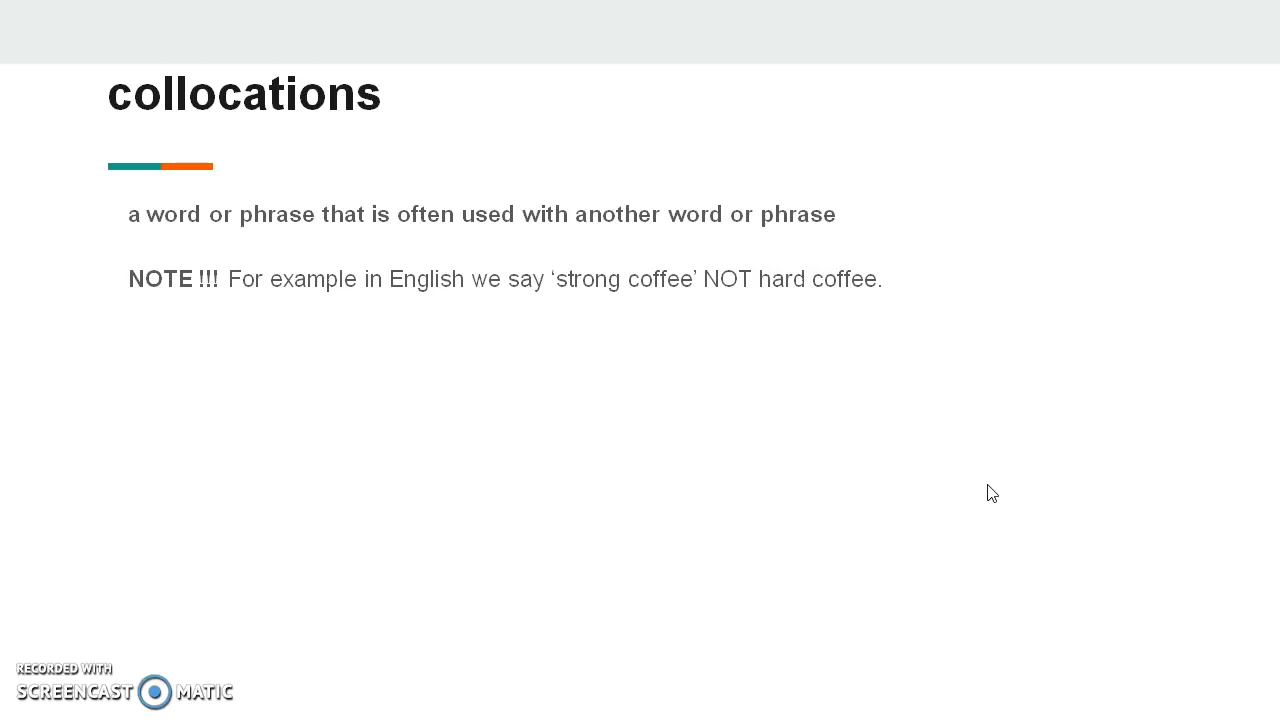 collocations
a word or phrase that is often used with another word or phrase
NOTE !!! For example in English we say ‘strong coffee’ NOT hard coffee.
RECORDED WITH
SCREENCAST MATIC